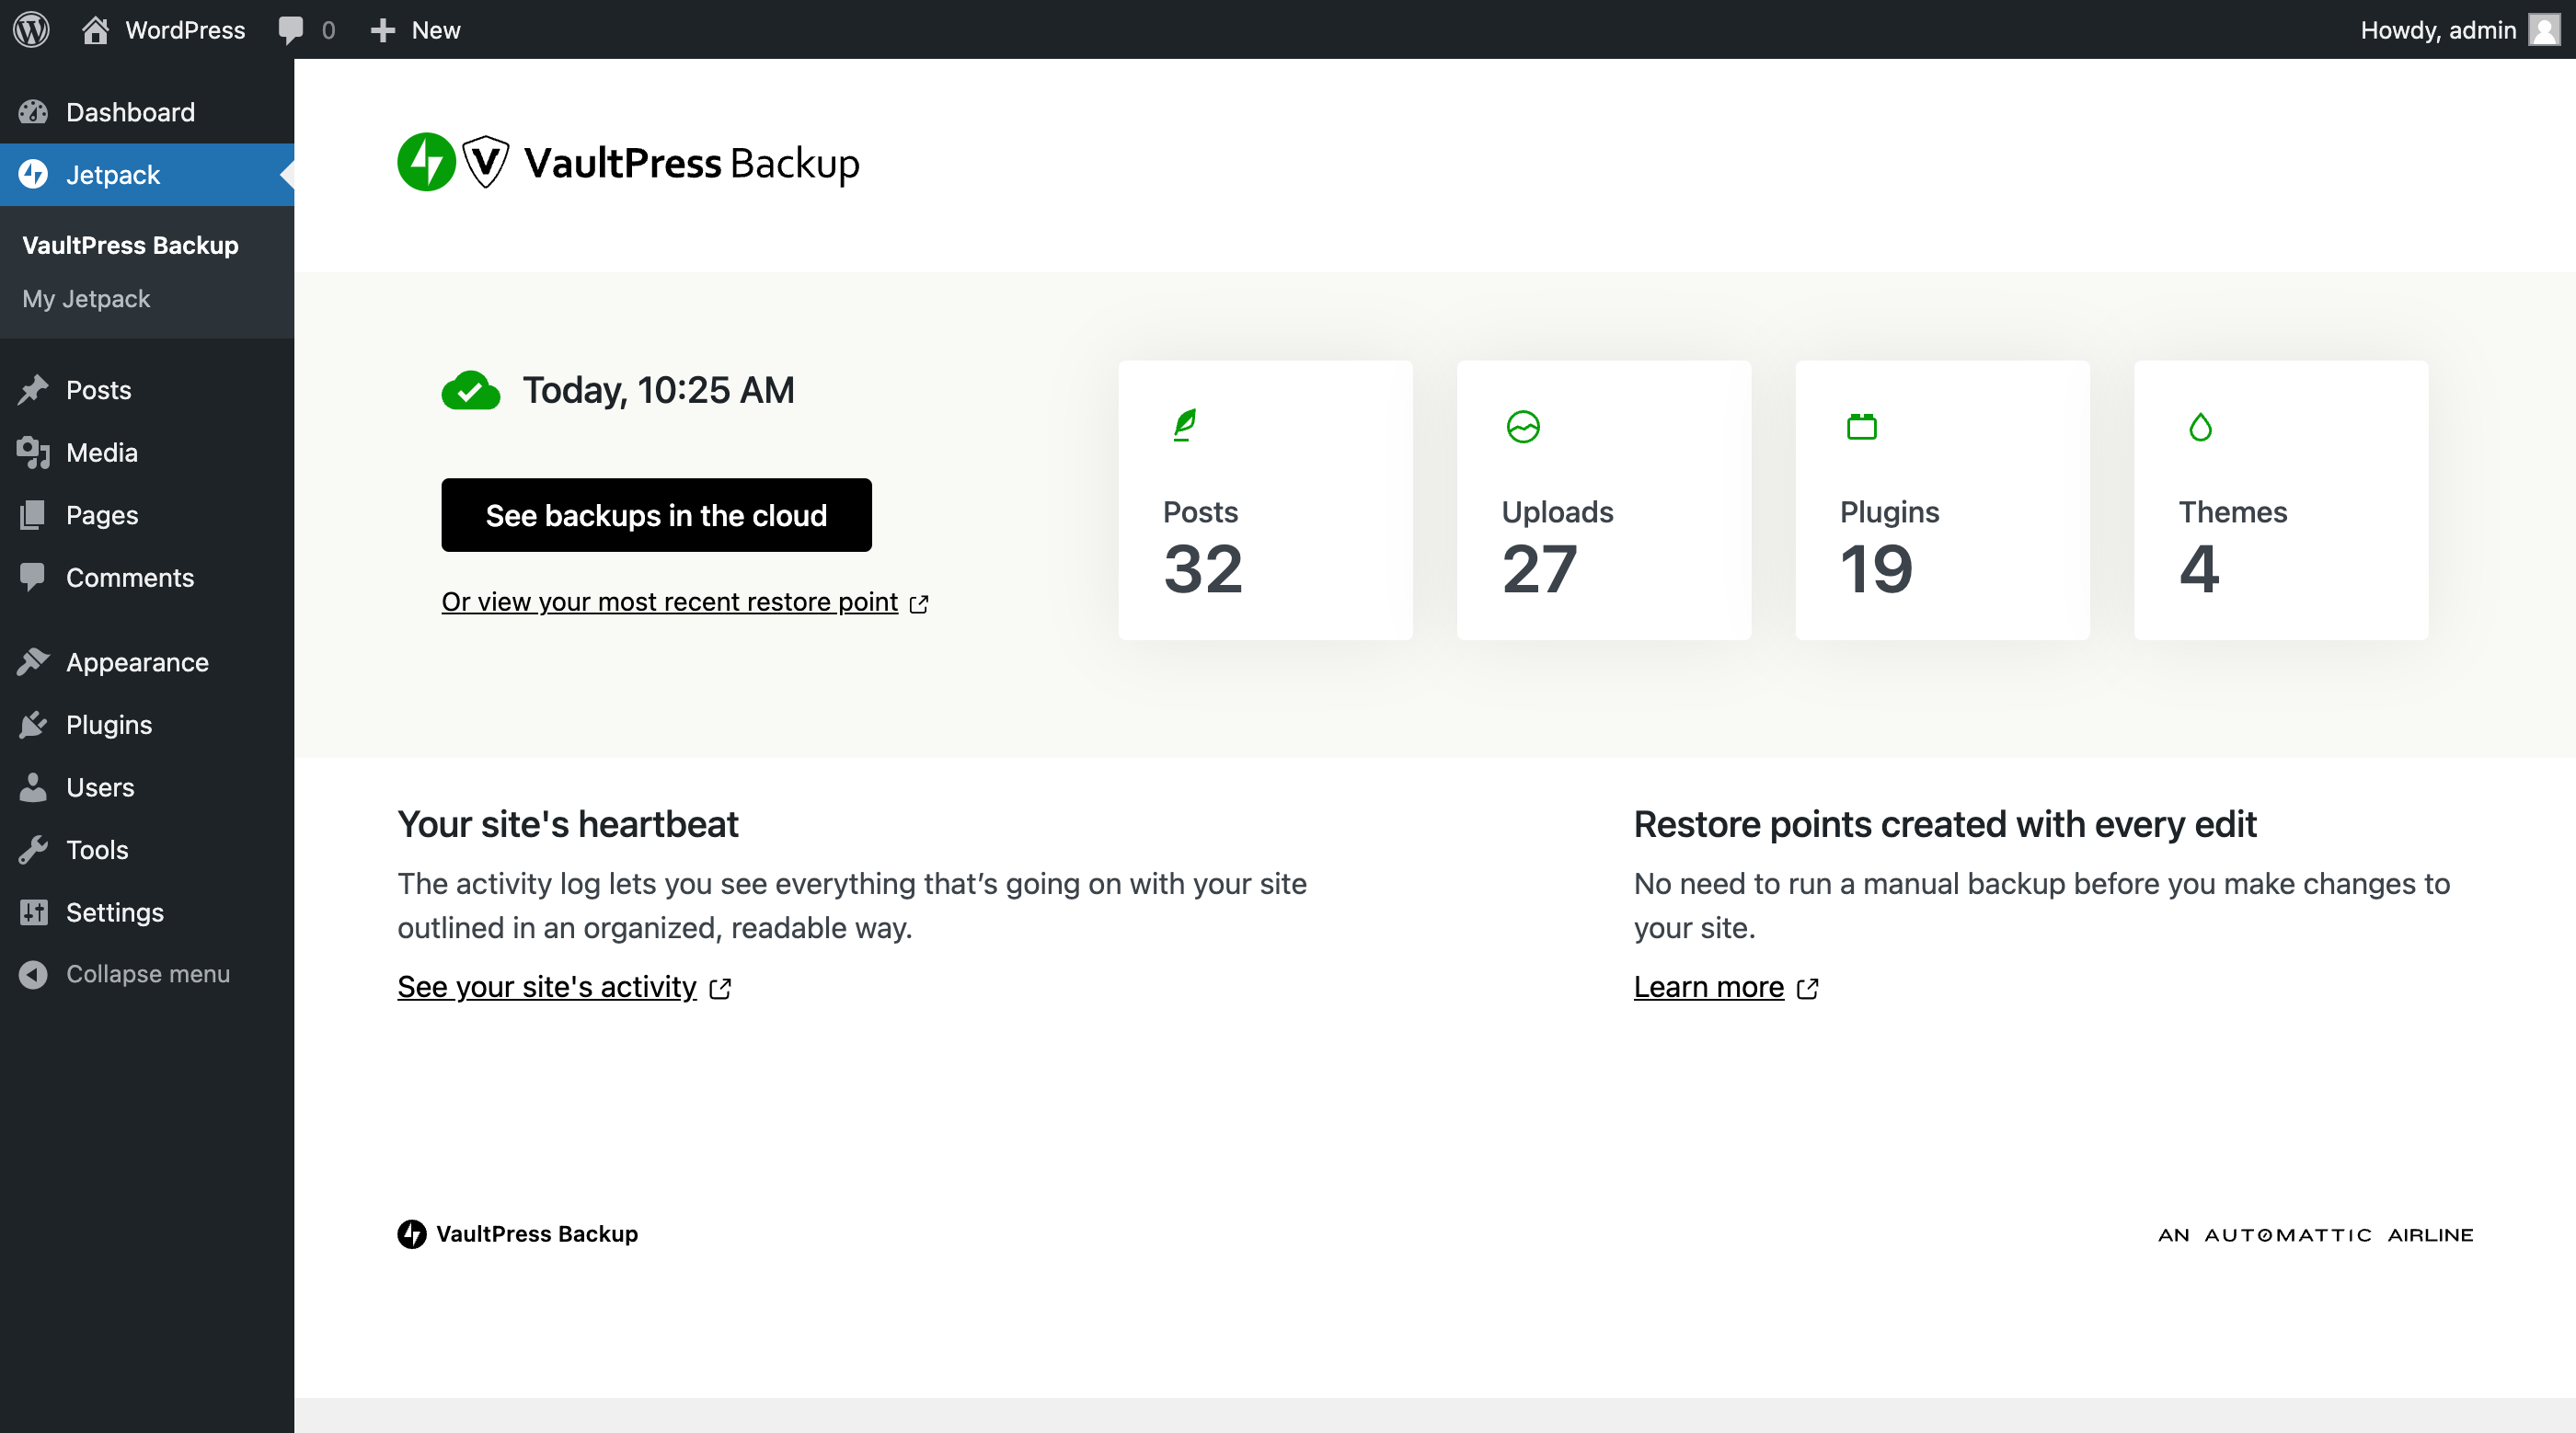 WordPress
0
New
Howdy, admin
Dashboard
Jetpack
VaultPress Backup
My Jetpack
Posts
Media
Pages
Comments
Appearance
Plugins
Users
Tools
Settings
Collapse menu
VaultPress Backup
Today, 10:25 AM
See backups in the cloud
Or view your most recent restore point
Posts
32
Uploads
27
Plugins
19
Themes
4
Your site's heartbeat
The activity log lets you see everything that’s going on with your site
outlined in an organized, readable way.
See your site's activity
Restore points created with every edit
No need to run a manual backup before you make changes to
your site.
Learn more
VaultPress Backup
AN AUTOMATTIC AIRLINE